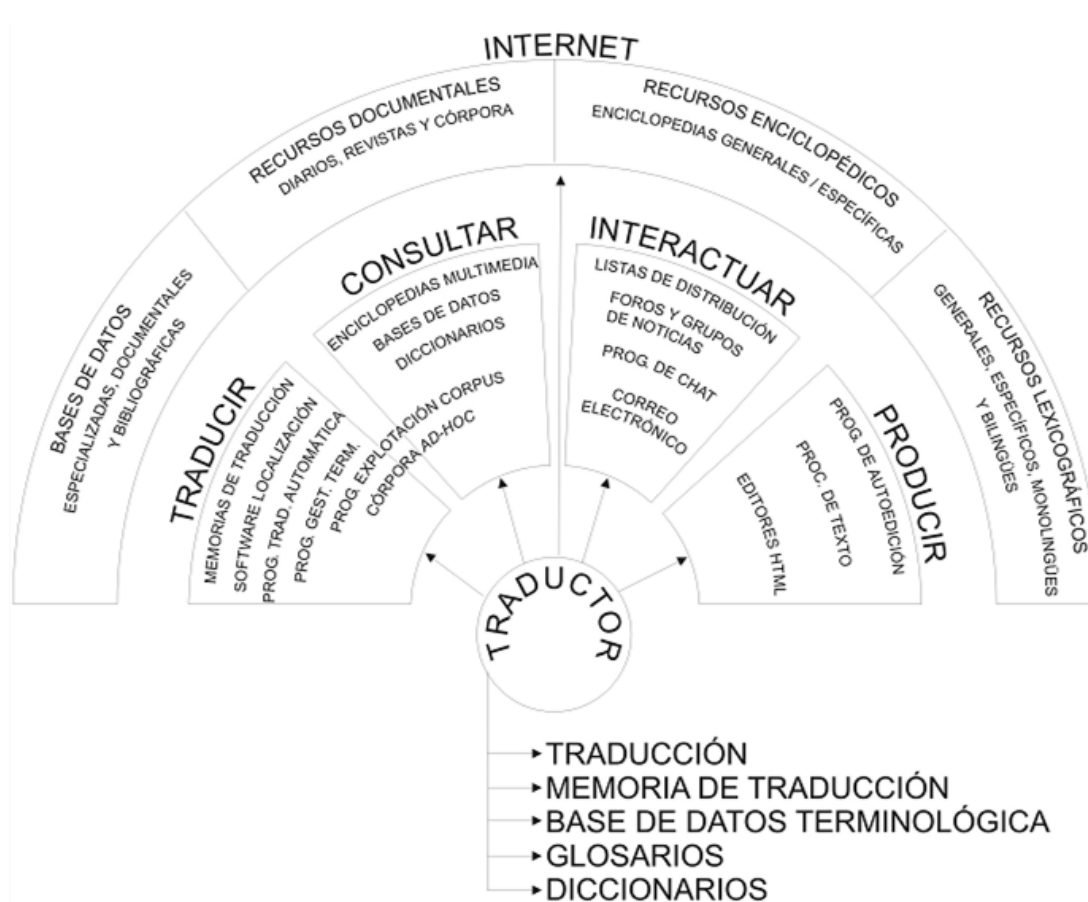 INTERNET
BASES DE DATOS
ESPECIALIZADAS, DOCUMENTALES
Y BIBLIOGRÁFICAS
RECURSOS DOCUMENTALES
DIARIOS, REVISTAS Y CÓRPORA
RECURSOS ENCICLOPÉDICOS
ENCICLOPEDIAS GENERALES / ESPECÍFICAS
RECURSOS LEXICOGRÁFICOS
GENERALES, ESPECÍFICOS, MONOLINGÜES
Y BILINGÜES
TRADUCIR
MEMORIAS DE TRADUCCIÓN
SOFTWARE LOCALIZACIÓN
PROG. TRAD. AUTOMÁTICA
PROG. GEST. TERM.
PROG. EXPLOTACIÓN CORPUS
CÓRPORA AD-HOC
CONSULTAR
ENCICLOPEDIAS MULTIMEDIA
BASES DE DATOS
DICCIONARIOS
INTERACTUAR
LISTAS DE DISTRIBUCIÓN
FOROS Y GRUPOS
DE NOTICIAS
PROG. DE CHAT
CORREO
ELECTRÓNICO
PRODUCIR
PROG. DE AUTOEDICIÓN
PROC. DE TEXTO
EDITORES HTML
TRADUCTOR
TRADUCCIÓN
MEMORIA DE TRADUCCIÓN
BASE DE DATOS TERMINOLÓGICA
GLOSARIOS
DICCIONARIOS